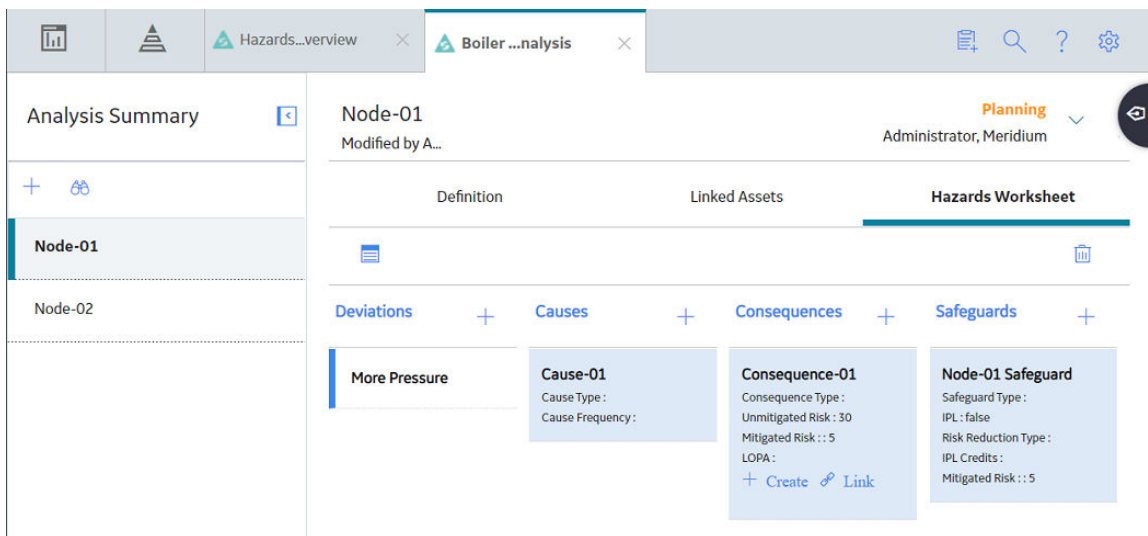 Hazards...verview
Boiler ...nalysis
?
Analysis Summary
Node-01
Node-02
Node-01
Modified by A...
Planning
Administrator, Meridium
Definition
Linked Assets
Hazards Worksheet
Deviations
Causes
Consequences
Safeguards
More Pressure
Cause-01
Cause Type :
Cause Frequency :
Consequence-01
Consequence Type :
Unmitigated Risk : 30
Mitigated Risk : : 5
LOPA :
+ Create Link
Node-01 Safeguard
Safeguard Type :
IPL : false
Risk Reduction Type :
IPL Credits :
Mitigated Risk : : 5